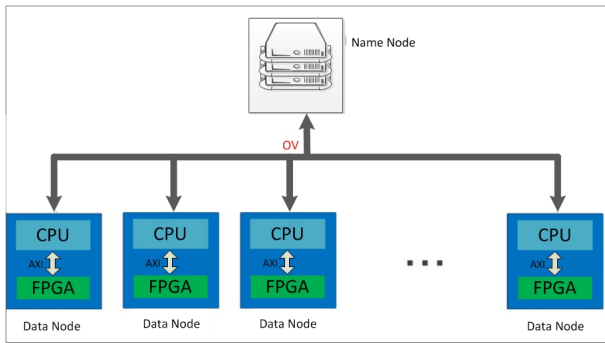 Name Node
OV
CPU
AXI
FPGA
Data Node
CPU
AXI
FPGA
Data Node
CPU
AXI
FPGA
Data Node
CPU
AXI
FPGA
Data Node